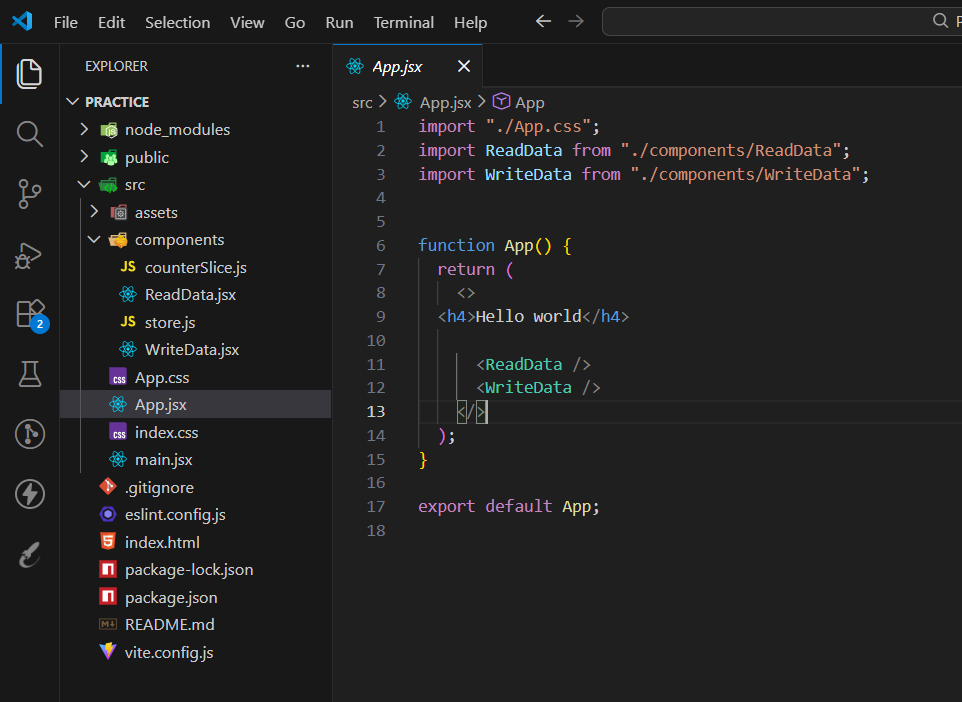 File Edit Selection View Go Run Terminal Help
EXPLORER
PRACTICE
node_modules
public
src
assets
components
JS counterSlice.js
ReadData.jsx
JS store.js
WriteData.jsx
css App.css
App.jsx
css index.css
main.jsx
.gitignore
eslint.config.js
5 index.html
package-lock.json
package.json
M↓ README.md
vite.config.js
2
App.jsx
src > App.jsx > App
1 import "./App.css";
2 import ReadData from "./components/ReadData";
3 import WriteData from "./components/WriteData";
4
5
6 function App() {
7 return (
8 <>
9 <h4>Hello world</h4>
10
11 <ReadData />
12 <WriteData />
13 </>
14 );
15 }
16
17 export default App;
18